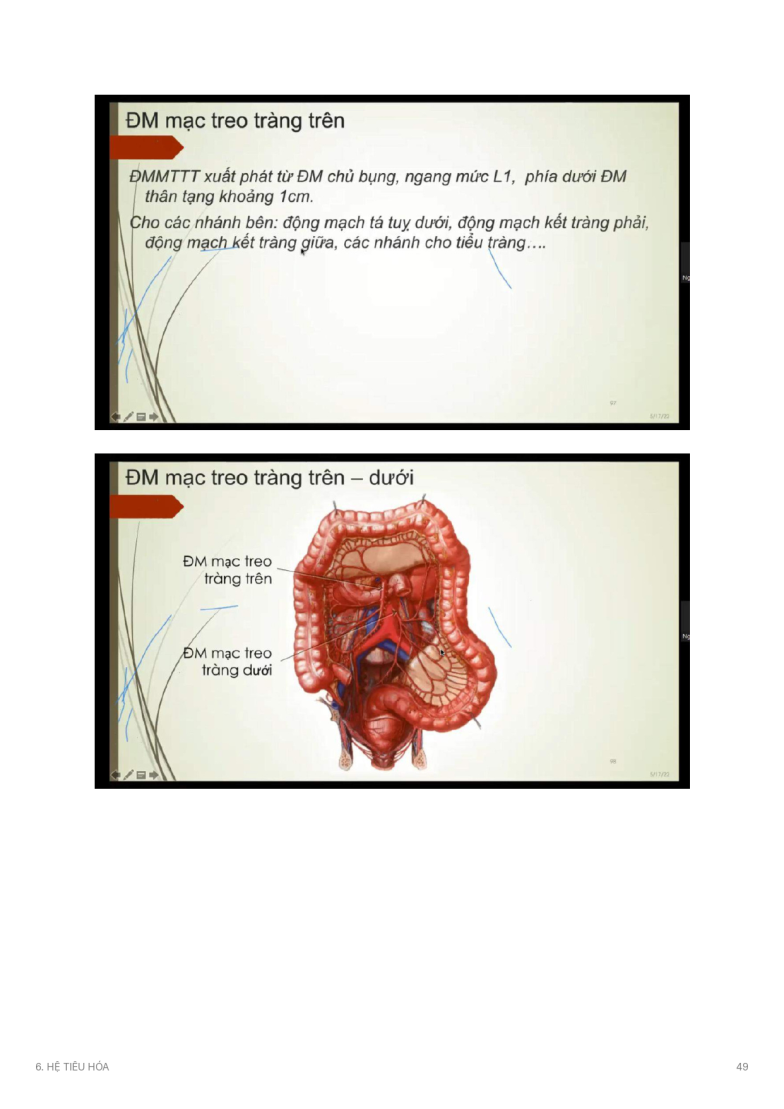 ĐM mạc treo tràng trên
ĐMMTTT xuất phát từ ĐM chủ bụng, ngang mức L1, phía dưới ĐM
thân tạng khoảng 1cm.
Cho các nhánh bên: động mạch tá tuỵ dưới, động mạch kết tràng phải,
động mạch kết tràng giữa, các nhánh cho tiểu tràng….
Ng
ĐM mạc treo tràng trên – dưới
ĐM mạc treo
tràng trên
ĐM mạc treo
tràng dưới
Ng
6. HỆ TIÊU HÓA
49